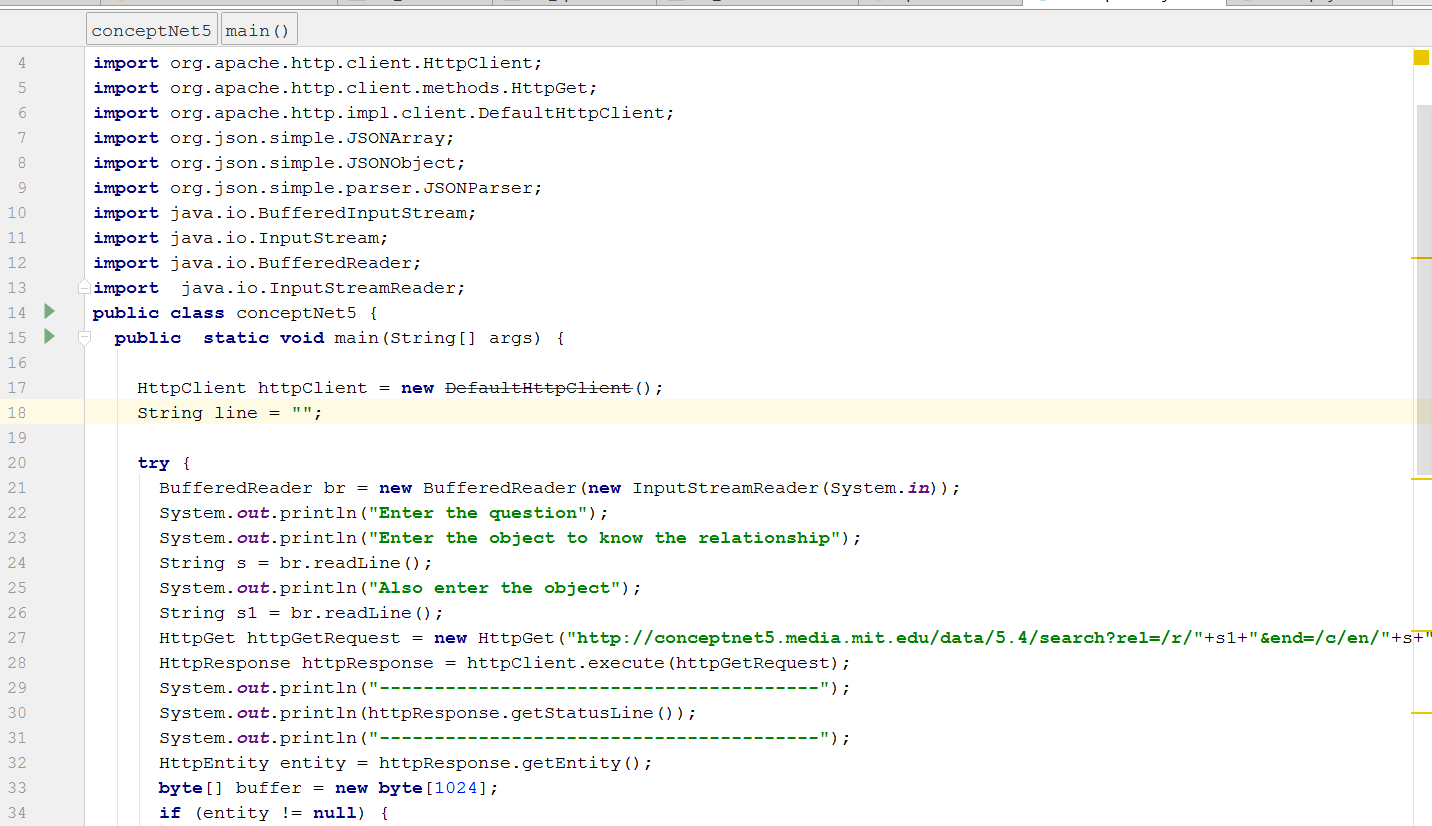 conceptNet5 main()
4 import org.apache.http.client.HttpClient;
5 import org.apache.http.client.methods.HttpGet;
6 import org.apache.http.impl.client.DefaultHttpClient;
7 import org.json.simple.JSONArray;
8 import org.json.simple.JSONObject;
9 import org.json.simple.parser.JSONParser;
10 import java.io.BufferedInputStream;
11 import java.io.InputStream;
12 import java.io.BufferedReader;
13 import  java.io.InputStreamReader;
14 public class conceptNet5 {
15   public  static void main(String[] args) {
16
17     HttpClient httpClient = new DefaultHttpClient();
18     String line = "";
19
20     try {
21       BufferedReader br = new BufferedReader(new InputStreamReader(System.in));
22       System.out.println("Enter the question");
23       System.out.println("Enter the object to know the relationship");
24       String s = br.readLine();
25       System.out.println("Also enter the object");
26       String s1 = br.readLine();
27       HttpGet httpGetRequest = new HttpGet("http://conceptnet5.media.mit.edu/data/5.4/search?rel=/r/"+s1+"&end=/c/en/"+s+"
28       HttpResponse httpResponse = httpClient.execute(httpGetRequest);
29       System.out.println("----------------------------------------");
30       System.out.println(httpResponse.getStatusLine());
31       System.out.println("----------------------------------------");
32       HttpEntity entity = httpResponse.getEntity();
33       byte[] buffer = new byte[1024];
34       if (entity != null) {